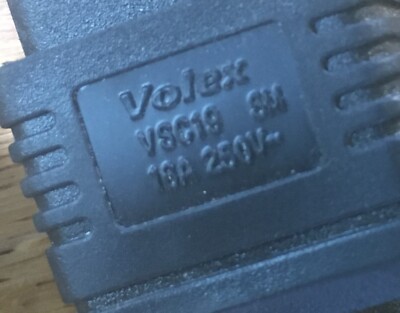 Volex
VSC19 SM
16A 250V~